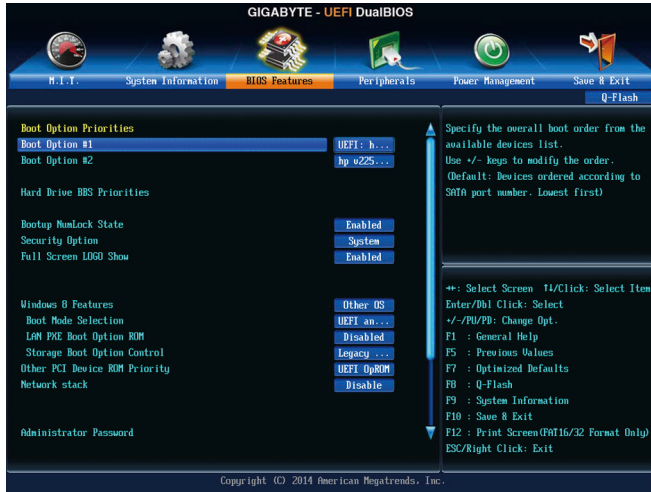 GIGABYTE - UEFI DualBIOS
M.I.T.
System Information
BIOS Features
Peripherals
Power Management
Save & Exit
Q-Flash
Boot Option Priorities
Boot Option #1 UEFI: h...
Boot Option #2 hp v225...
Hard Drive BBS Priorities
Bootup NumLock State Enabled
Security Option System
Full Screen LOGO Show Enabled
Windows 8 Features Other OS
Boot Mode Selection UEFI an...
LAN PXE Boot Option ROM Disabled
Storage Boot Option Control Legacy ...
Other PCI Device ROM Priority UEFI OpROM
Network stack Disable
Administrator Password
Specify the overall boot order from the
available devices list.
Use +/- keys to modify the order.
(Default: Devices ordered according to
SATA port number. Lowest first)
→←: Select Screen ↑↓/Click: Select Item
Enter/Dbl Click: Select
+/-/PU/PD: Change Opt.
F1 : General Help
F5 : Previous Values
F7 : Optimized Defaults
F8 : Q-Flash
F9 : System Information
F10 : Save & Exit
F12 : Print Screen(FAT16/32 Format Only)
ESC/Right Click: Exit
Copyright (C) 2014 American Megatrends, Inc.